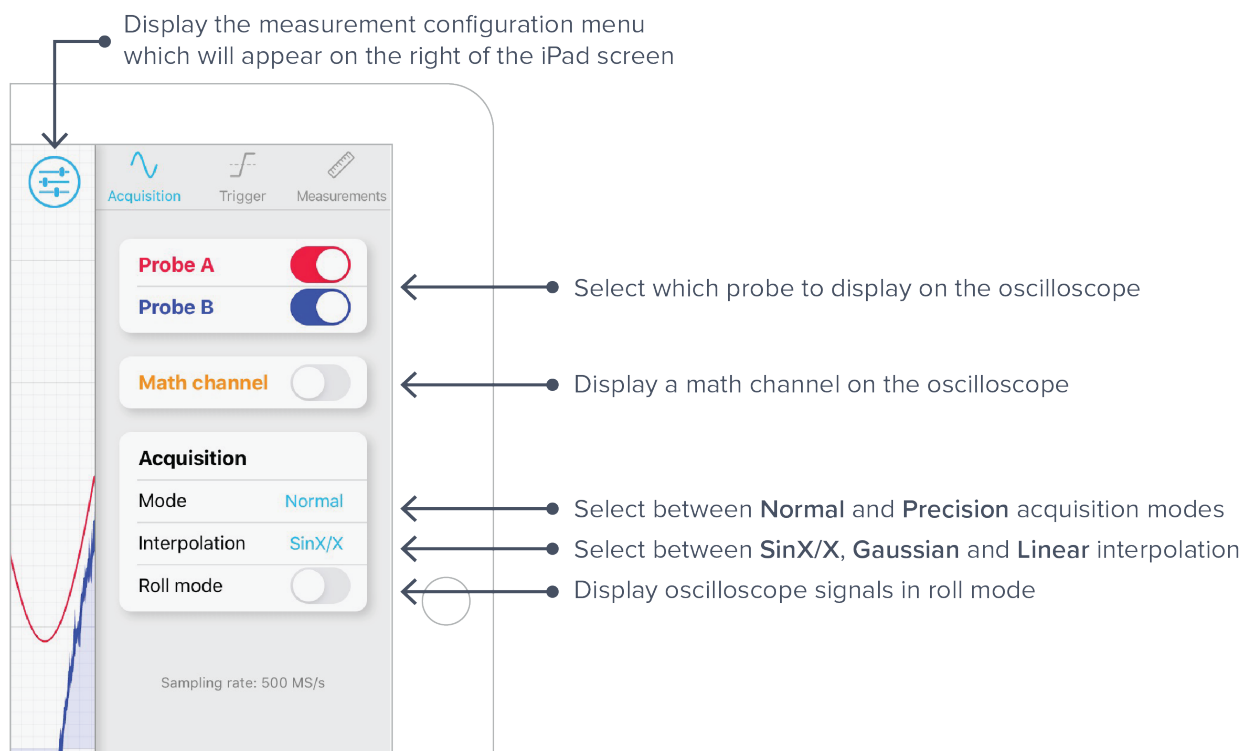 Display the measurement configuration menu
which will appear on the right of the iPad screen
Acquisition Trigger Measurements
Probe A
Probe B
Select which probe to display on the oscilloscope
Math channel
Display a math channel on the oscilloscope
Acquisition
Mode Normal
Select between Normal and Precision acquisition modes
Interpolation SinX/X
Select between SinX/X, Gaussian and Linear interpolation
Roll mode
Display oscilloscope signals in roll mode
Sampling rate: 500 MS/s